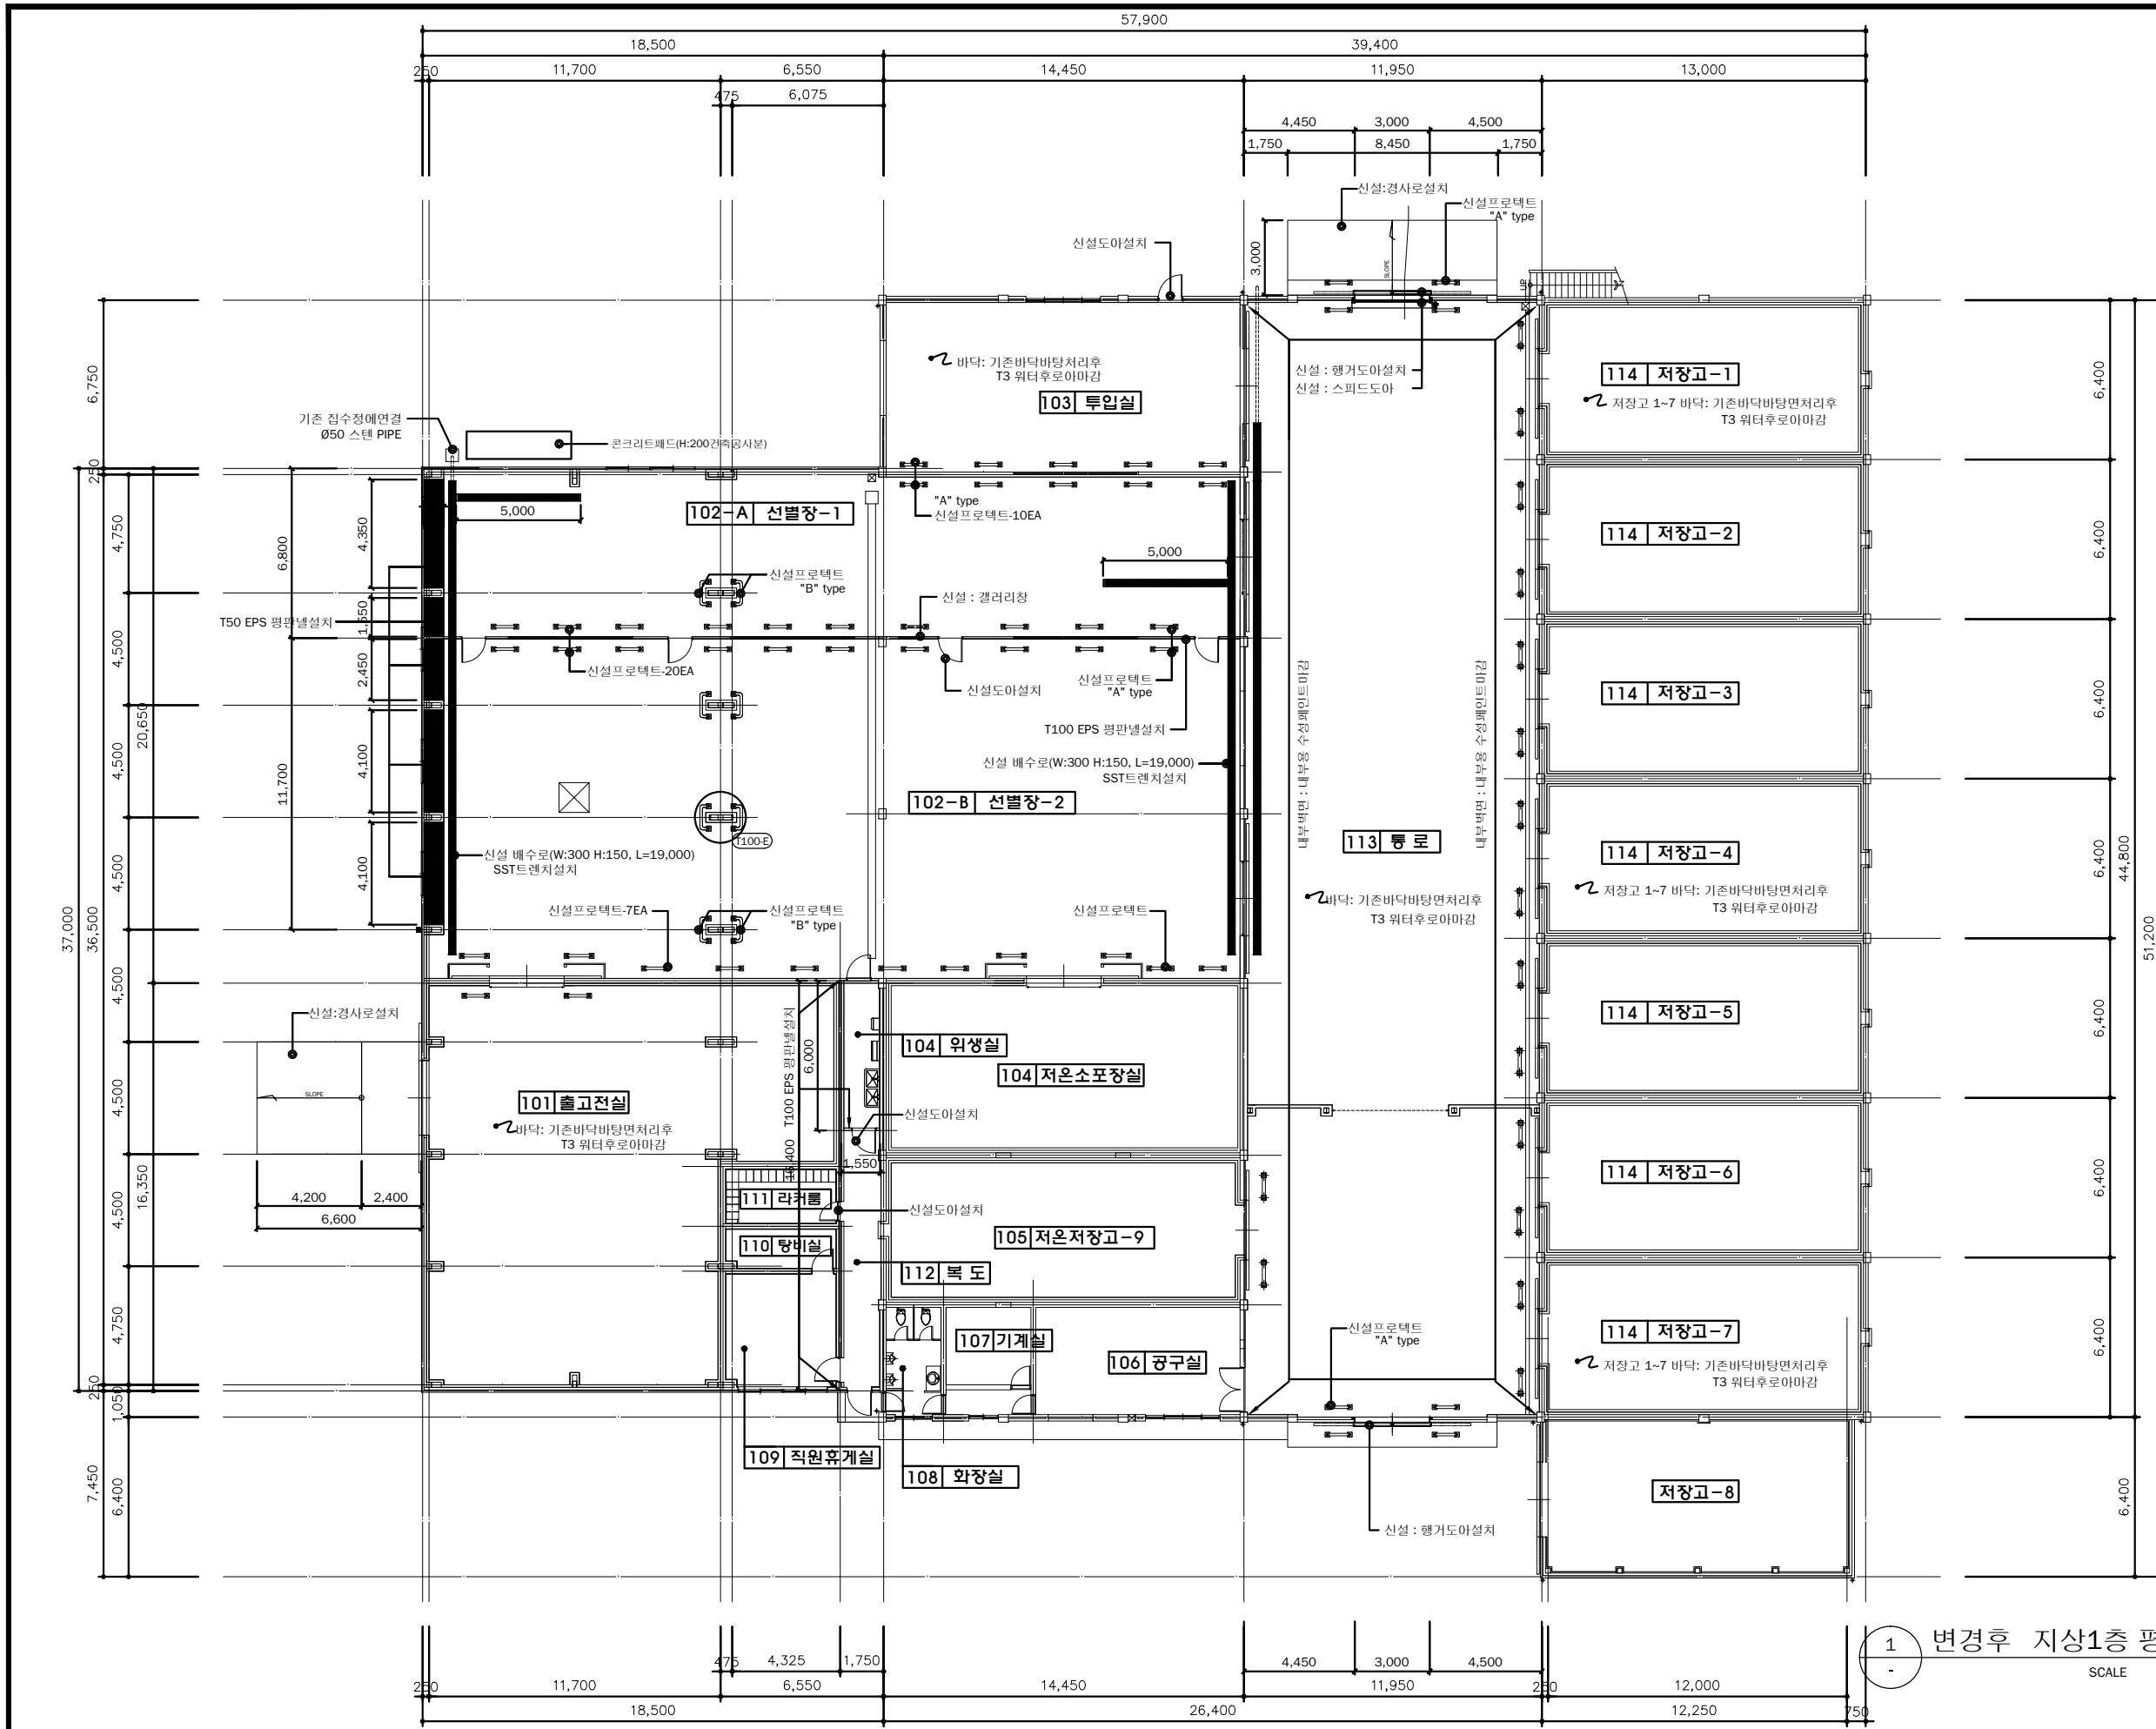 57,900
18,500
39,400
250
11,700
6,550
14,450
11,950
13,000
475
6,075
4,450
3,000
4,500
1,750
8,450
1,750
신설:경사로설치
신설프로텍트
"A" type
신설도아설치
3,000
SLOPE
UP
바닥: 기존바닥바탕처리후
T3 워터후로아마감
103 투입실
신설 : 행거도아설치
신설 : 스피드도아
114 저장고-1
저장고 1~7 바닥: 기존바닥바탕면처리후
T3 워터후로아마감
기존 집수정에연결
Ø50 스텐 PIPE
콘크리트패드(H:200건축공사분)
5,000
102-A 선별장-1
"A" type
신설프로텍트-10EA
114 저장고-2
5,000
신설프로텍트
"B" type
신설 : 갤러리창
T50 EPS 평판넬설치
신설프로텍트-20EA
신설도아설치
신설프로텍트
"A" type
T100 EPS 평판넬설치
114 저장고-3
내부벽면 : 내부용 수성페인트마감
내부벽면 : 내부용 수성페인트마감
신설 배수로(W:300 H:150, L=19,000)
SST트렌치설치
102-B 선별장-2
T100-E
113 통 로
114 저장고-4
신설 배수로(W:300 H:150, L=19,000)
SST트렌치설치
저장고 1~7 바닥: 기존바닥바탕면처리후
T3 워터후로아마감
바닥: 기존바닥바탕면처리후
T3 워터후로아마감
신설프로텍트-7EA
신설프로텍트
"B" type
신설프로텍트
신설:경사로설치
114 저장고-5
104 위생실
104 저온소포장실
T100 EPS 평판넬설치
16,400
6,000
SLOPE
101 출고전실
바닥: 기존바닥바탕면처리후
T3 워터후로아마감
신설도아설치
1,550
4,200
2,400
6,600
111 라커룸
신설도아설치
114 저장고-6
110 탕비실
105 저온저장고-9
112 복 도
107 기계실
106 공구실
신설프로텍트
"A" type
114 저장고-7
저장고 1~7 바닥: 기존바닥바탕면처리후
T3 워터후로아마감
109 직원휴게실
108 화장실
저장고-8
신설 : 행거도아설치
6,750
250
4,750
4,500
4,500
4,500
4,500
4,500
4,500
4,750
250
1,050
7,450
6,400
37,000
36,500
20,650
16,350
6,800
11,700
4,350
1,550
2,450
4,100
4,100
6,400
6,400
6,400
6,400
6,400
6,400
6,400
44,800
51,200
6,400
475
4,325
1,750
4,450
3,000
4,500
250
11,700
6,550
14,450
11,950
250
12,000
18,500
26,400
12,250
750
1
-
변경후 지상1층
SCALE